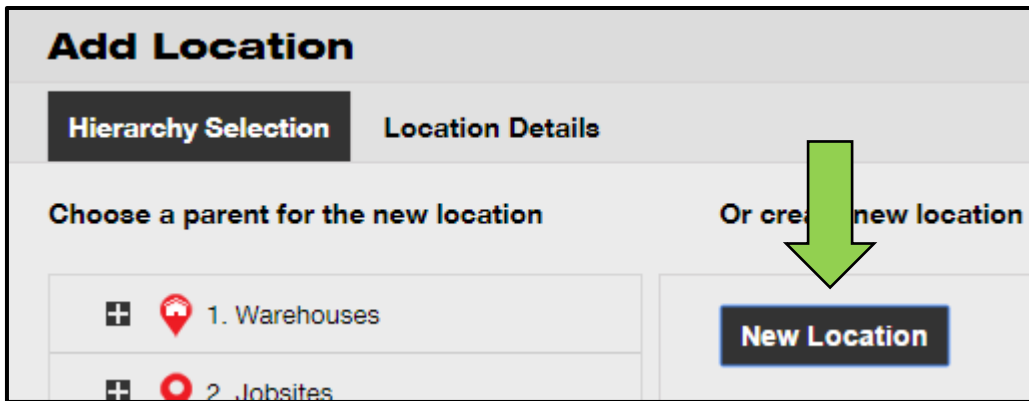 Add Location
Hierarchy Selection
Location Details
Choose a parent for the new location
Or create new location
1. Warehouses
New Location
2. Jobsites